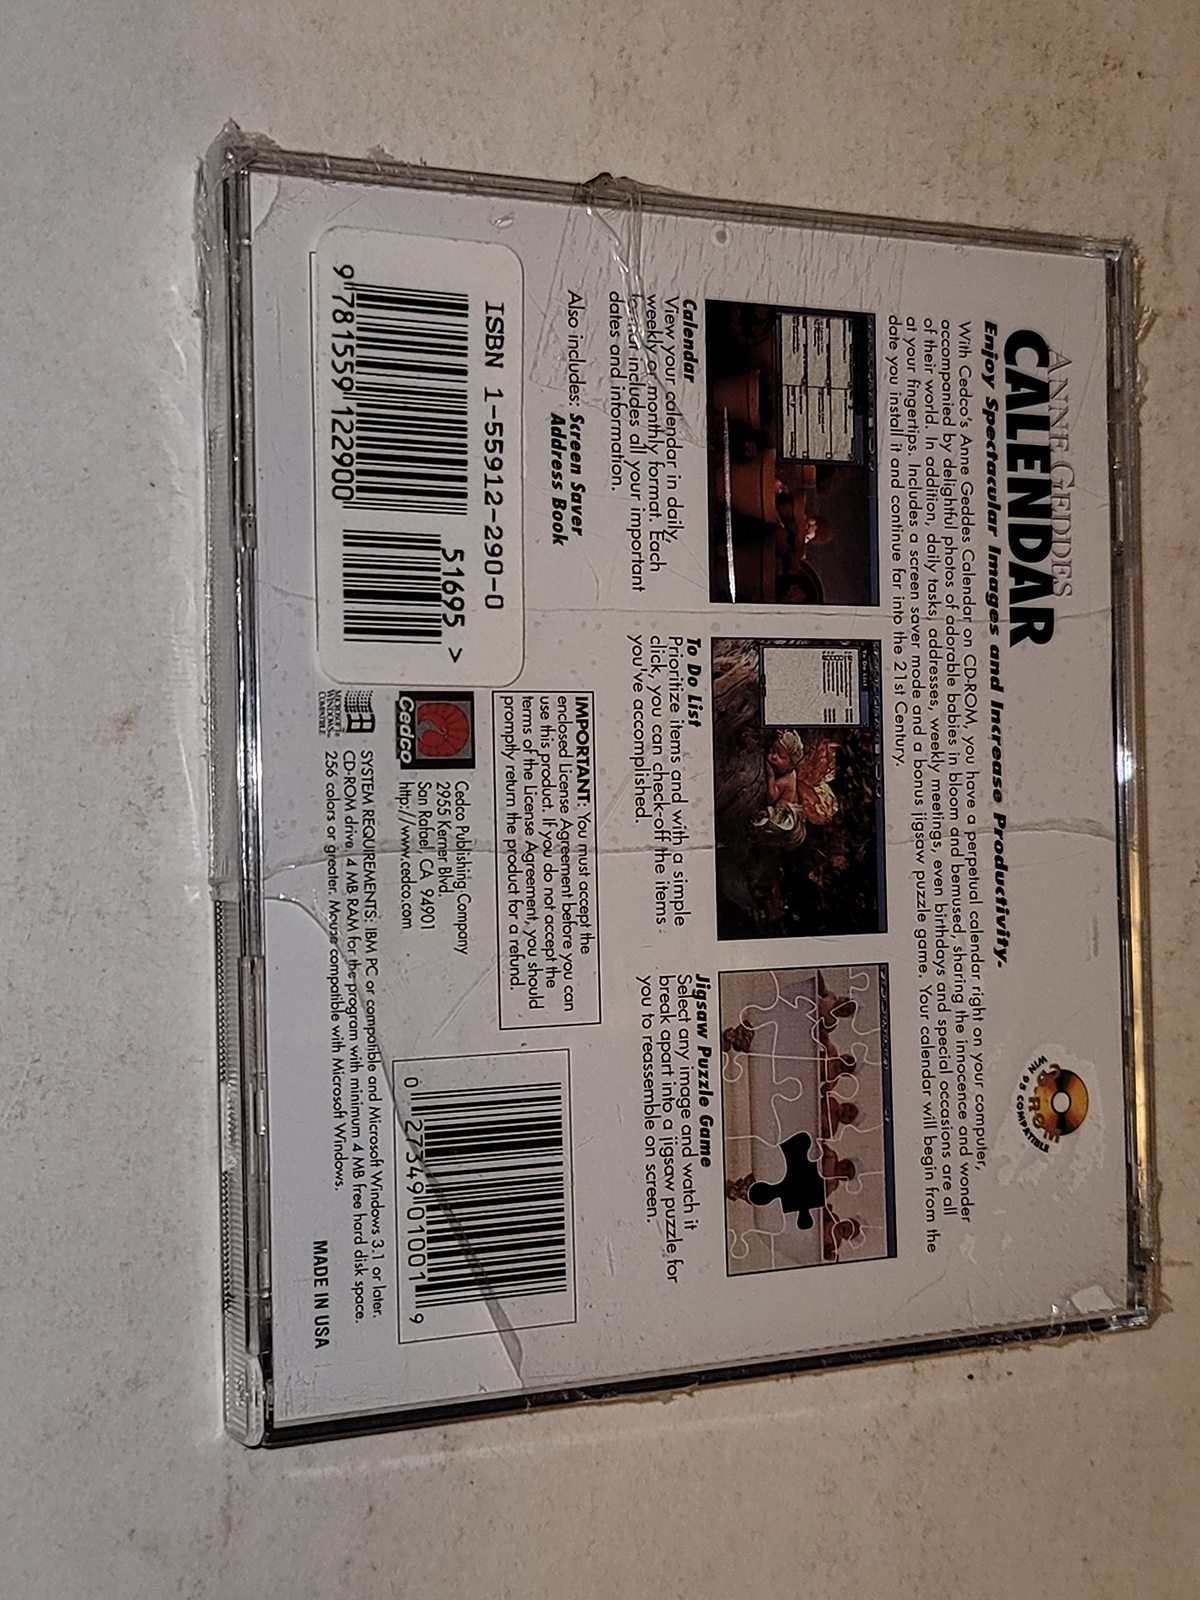 ANNE GEDDES
CALENDAR
Enjoy Spectacular Images and Increase Productivity.
With Cedco's Anne Geddes Calendar on CD-ROM, you have a perpetual calendar right on your computer,
accompanied by delightful photos of adorable babies in bloom and bemused, sharing the innocence and wonder
of their world. In addition, daily tasks, addresses, weekly meetings, even birthdays and special occasions are all
at your fingertips. Includes a screen saver mode and a bonus jigsaw puzzle game. Your calendar will begin from the
date you install it and continue far into the 21st Century.
CD ROM
WIN 95 COMPATIBLE
To Do List
Calendar
View your calendar in daily,
weekly or monthly format. Each
format includes all your important
dates and information.
Also includes: Screen Saver
Address Book
To Do List
Prioritize items and with a simple
click, you can check-off the items
you've accomplished.
Jigsaw Puzzle Game
Select any image and watch it
break apart into a jigsaw puzzle for
you to reassemble on screen.
ISBN 1-55912-290-0
51695 >
9 781559 122900
IMPORTANT: You must accept the
enclosed License Agreement before you can
use this product. If you do not accept the
terms of the License Agreement, you should
promptly return the product for a refund.
Cedco
Cedco Publishing Company
2955 Kerner Blvd.
San Rafael, CA 94901
http://www.cedco.com
0 27349 01001 9
MICROSOFT
WINDOWS
COMPATIBLE
SYSTEM REQUIREMENTS: IBM PC or compatible and Microsoft Windows 3.1 or later.
CD-ROM drive. 4 MB RAM for the program with minimum 4 MB free hard disk space.
256 colors or greater. Mouse compatible with Microsoft Windows.
MADE IN USA